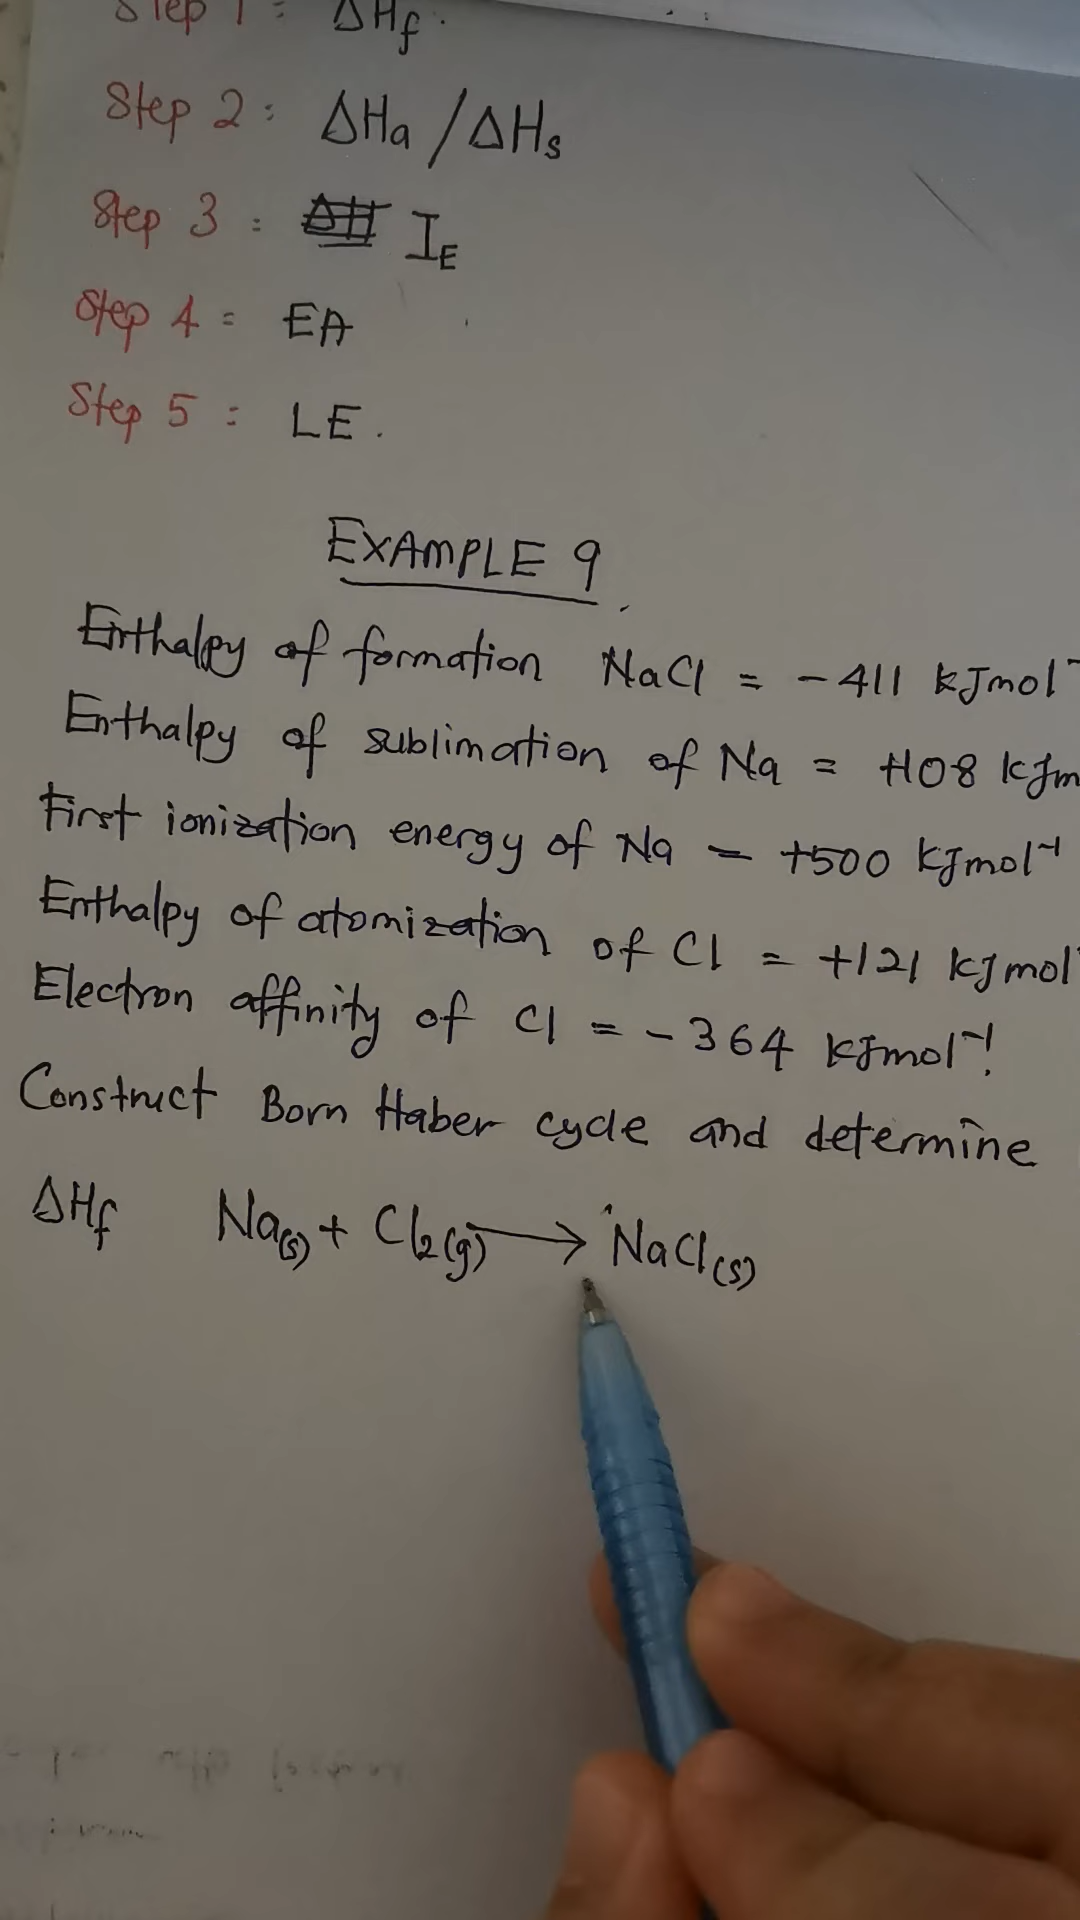 Step 1 : ΔHf.
Step 2 : ΔHa / ΔHs
Step 3 : IE
Step 4 = EA
Step 5 : LE.
EXAMPLE 9
Enthalpy of formation NaCl = -411 kJmol⁻
Enthalpy of sublimation of Na = +108 kJm
First ionization energy of Na = +500 kJmol⁻¹
Enthalpy of atomization of Cl = +121 kJmol⁻
Electron affinity of Cl = -364 kJmol⁻¹.
Construct Born Haber cycle and determine
ΔHf Na(s) + Cl₂(g) → NaCl(s)